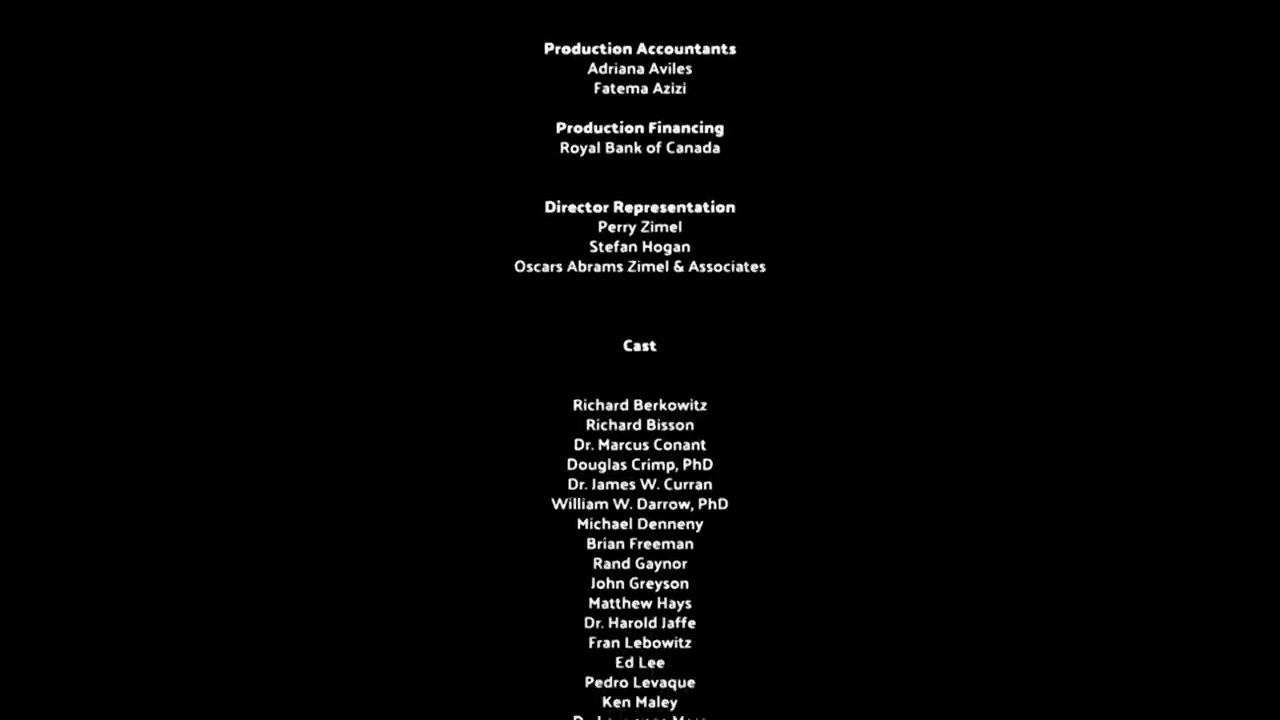 Production Accountants
Adriana Aviles
Fatema Azizi
Production Financing
Royal Bank of Canada
Director Representation
Perry Zimel
Stefan Hogan
Oscars Abrams Zimel & Associates
Cast
Richard Berkowitz
Richard Bisson
Dr. Marcus Conant
Douglas Crimp, PhD
Dr. James W. Curran
William W. Darrow, PhD
Michael Denneny
Brian Freeman
Rand Gaynor
John Greyson
Matthew Hays
Dr. Harold Jaffe
Fran Lebowitz
Ed Lee
Pedro Levaque
Ken Maley